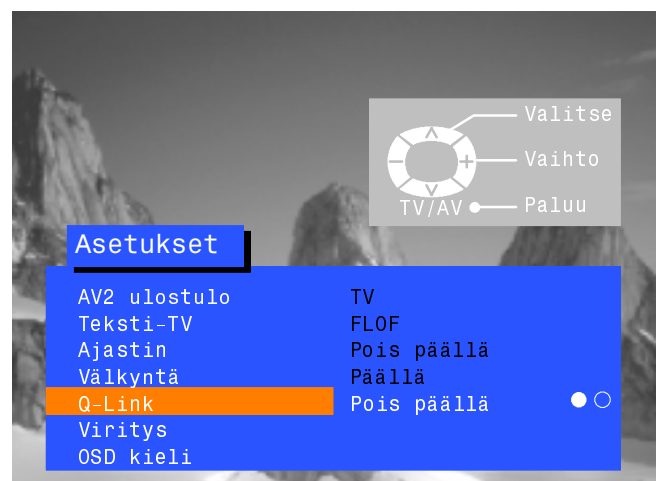 Valitse
Vaihto
TV/AV Paluu
Asetukset
AV2 ulostulo TV
Teksti-TV FLOF
Ajastin Pois päällä
Välkyntä Päällä
Q-Link Pois päällä
Viritys
OSD kieli